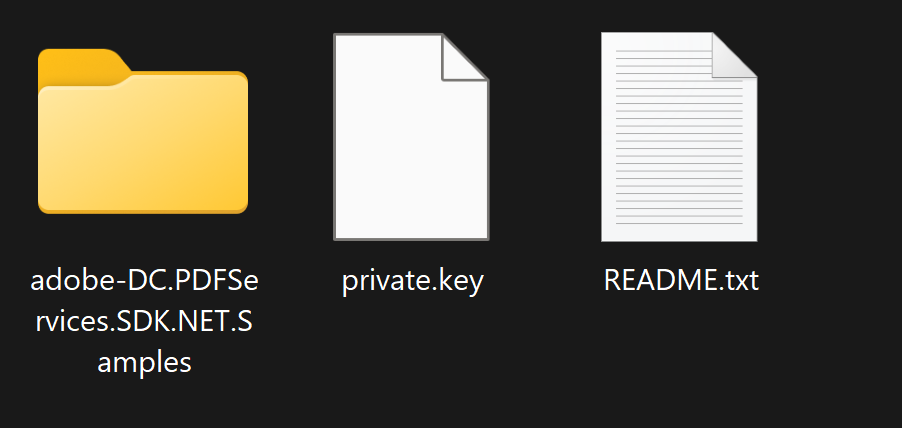 adobe-DC.PDFSe
rvices.SDK.NET.S
amples
private.key
README.txt